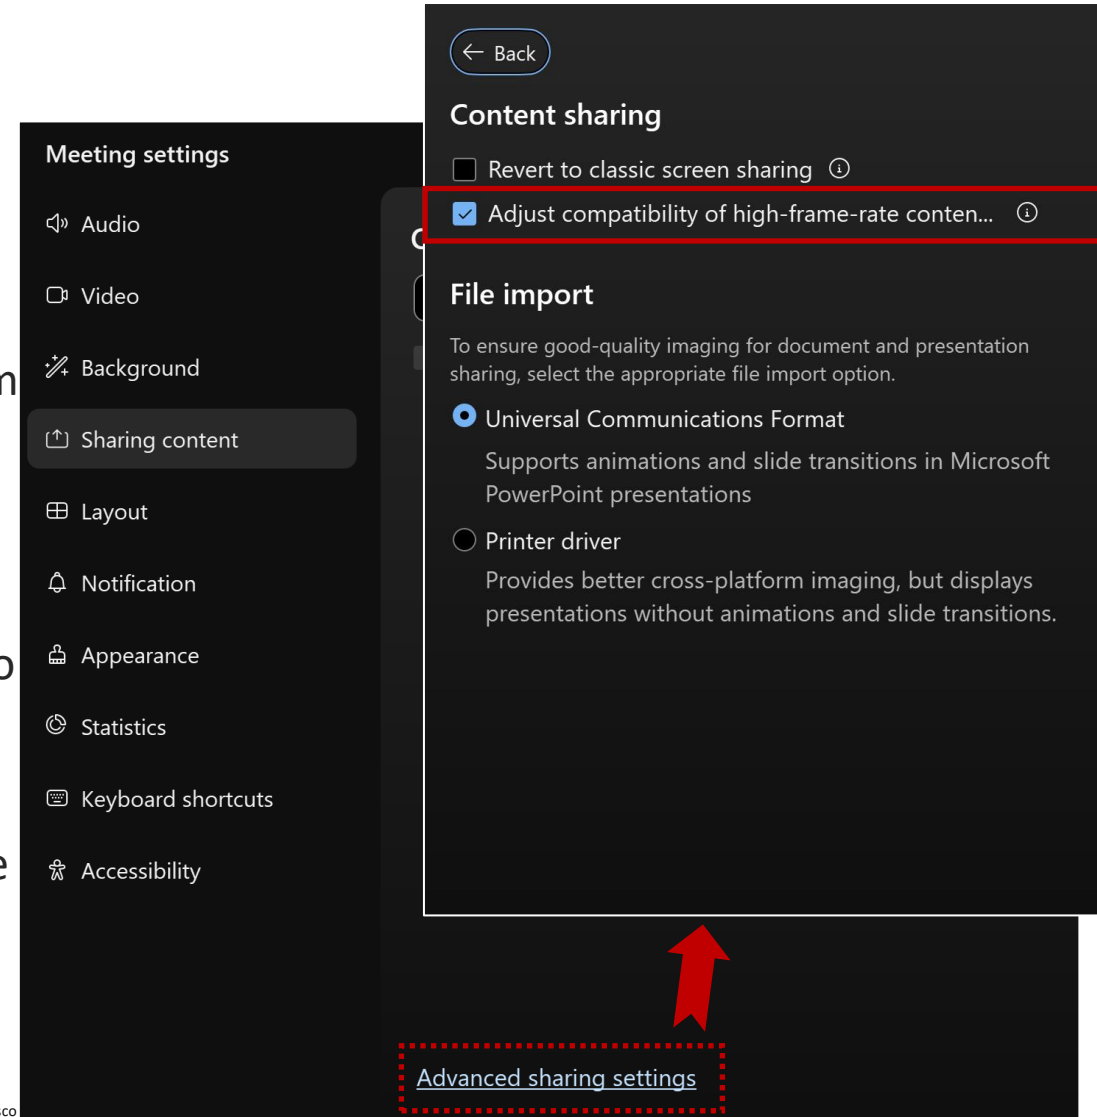 Back
Content sharing
Revert to classic screen sharing
Adjust compatibility of high-frame-rate conten...
File import
To ensure good-quality imaging for document and presentation
sharing, select the appropriate file import option.
Universal Communications Format
Supports animations and slide transitions in Microsoft
PowerPoint presentations
Printer driver
Provides better cross-platform imaging, but displays
presentations without animations and slide transitions.
Meeting settings
Audio
Video
Background
Sharing content
Layout
Notification
Appearance
Statistics
Keyboard shortcuts
Accessibility
Advanced sharing settings